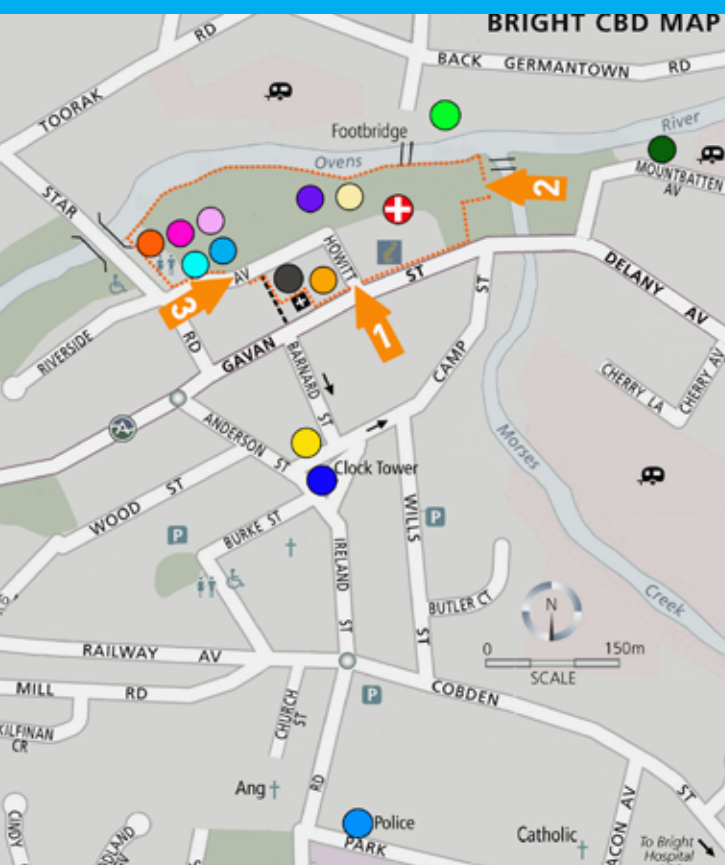 BRIGHT CBD MAP
RD
BACK GERMANTOWN RD
TOORAK
River
Footbridge
Ovens
MOUNTBATTEN
AV
STAR
2
HOWITT
AV
ST
DELANY AV
3
1
ST
RIVERSIDE
RD
GAVAN
BARNARD ST
CAMP
CHERRY LA
CHERRY AV
ANDERSON ST
Morses
Clock Tower
WOOD ST
WILLS
P
P
BURKE ST
IRELAND
N
Creek
BUTLER CT
0 150m
SCALE
ST
ST
RAILWAY AV
MILL RD
P
COBDEN
KILFINAN
CR
CHURCH
ST
RD
Ang
ST
CINDY
Police
PARK
Catholic
ACON AV
To Bright
Hospital